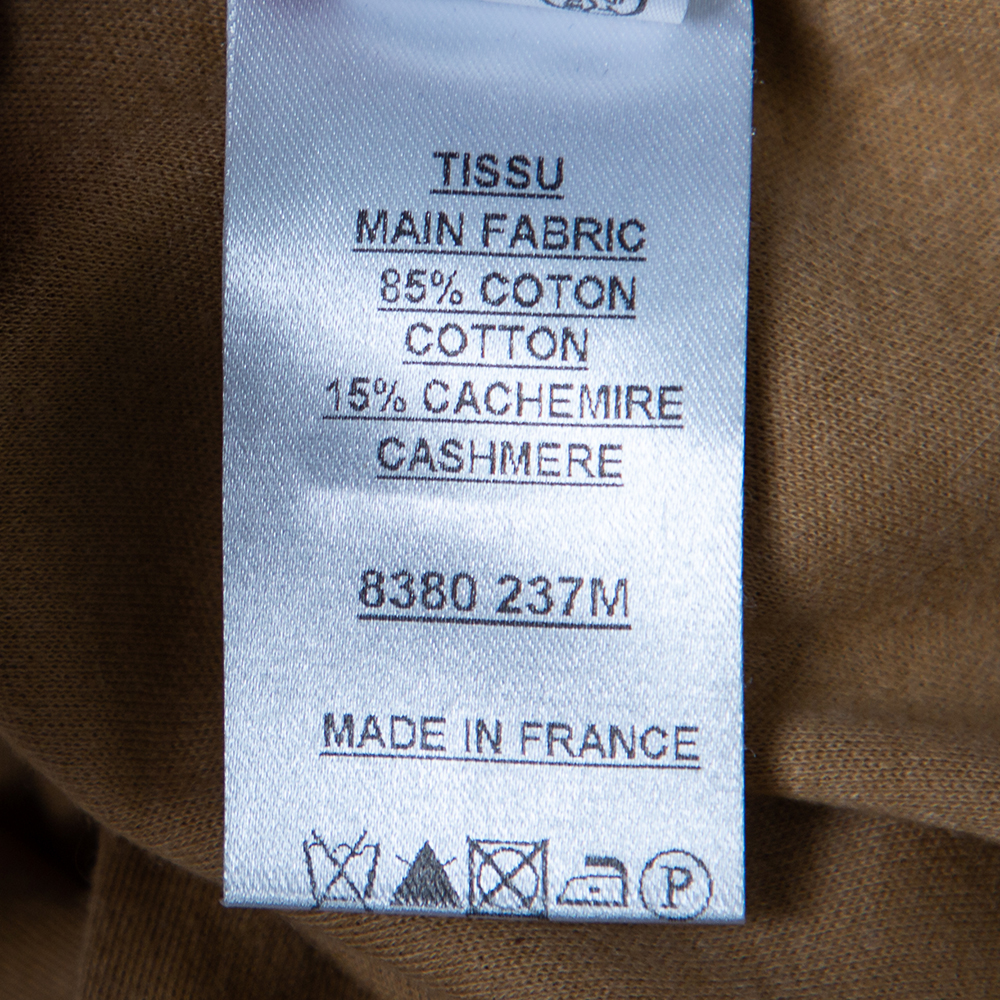 TISSU
MAIN FABRIC
85% COTON
COTTON
15% CACHEMIRE
CASHMERE
8380 237M
MADE IN FRANCE
P